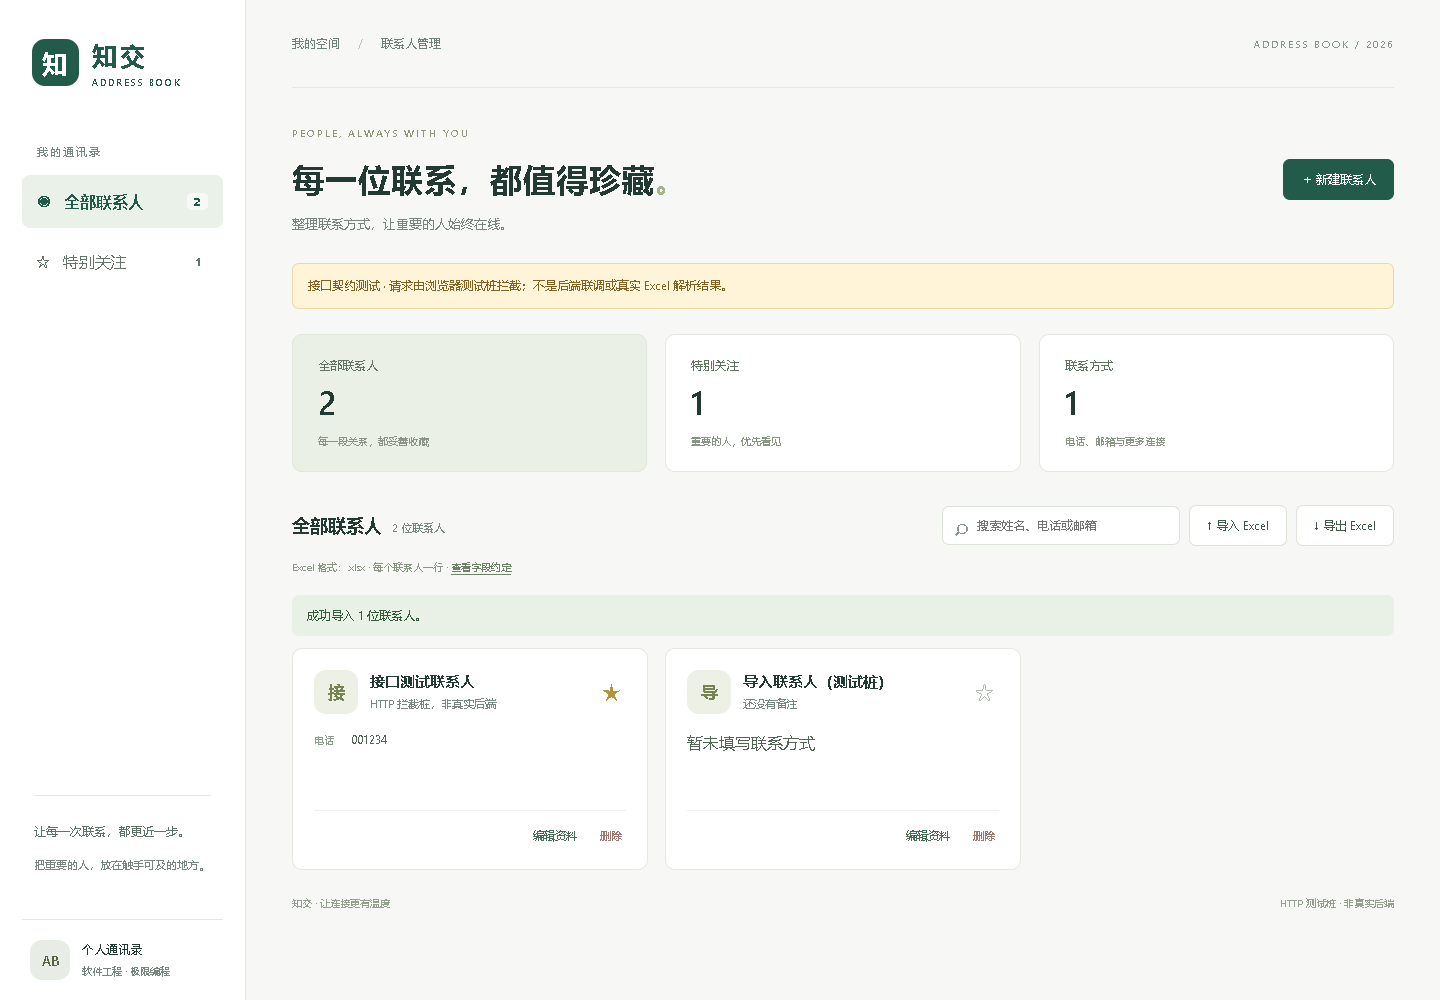 知 知交
ADDRESS BOOK
我的通讯录
全部联系人 2
☆ 特别关注 1
让每一次联系，都更近一步。
把重要的人，放在触手可及的地方。
AB 个人通讯录
软件工程 · 极限编程
我的空间 / 联系人管理
ADDRESS BOOK / 2026
PEOPLE, ALWAYS WITH YOU
每一位联系，都值得珍藏。
整理联系方式，让重要的人始终在线。
+ 新建联系人
接口契约测试 · 请求由浏览器测试桩拦截；不是后端联调或真实 Excel 解析结果。
全部联系人
2
每一段关系，都妥善收藏
特别关注
1
重要的人，优先看见
联系方式
1
电话、邮箱与更多连接
全部联系人 2 位联系人
搜索姓名、电话或邮箱
↑ 导入 Excel
↓ 导出 Excel
Excel 格式：.xlsx · 每个联系人一行 · 查看字段约定
成功导入 1 位联系人。
接 接口测试联系人 ★
HTTP 拦截桩，非真实后端
电话 001234
编辑资料 删除
导 导入联系人（测试桩） ☆
还没有备注
暂未填写联系方式
编辑资料 删除
知交 · 让连接更有温度
HTTP 测试桩 · 非真实后端